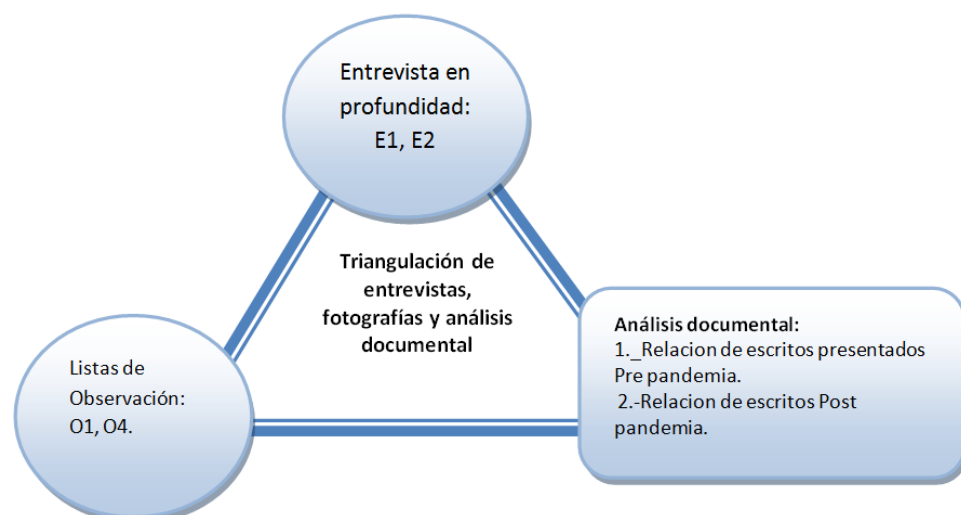 Entrevista en
profundidad:
E1, E2
Triangulación de
entrevistas,
fotografías y análisis
documental
Listas de
Observación:
O1, O4.
Análisis documental:
1._Relacion de escritos presentados
Pre pandemia.
2.-Relacion de escritos Post
pandemia.